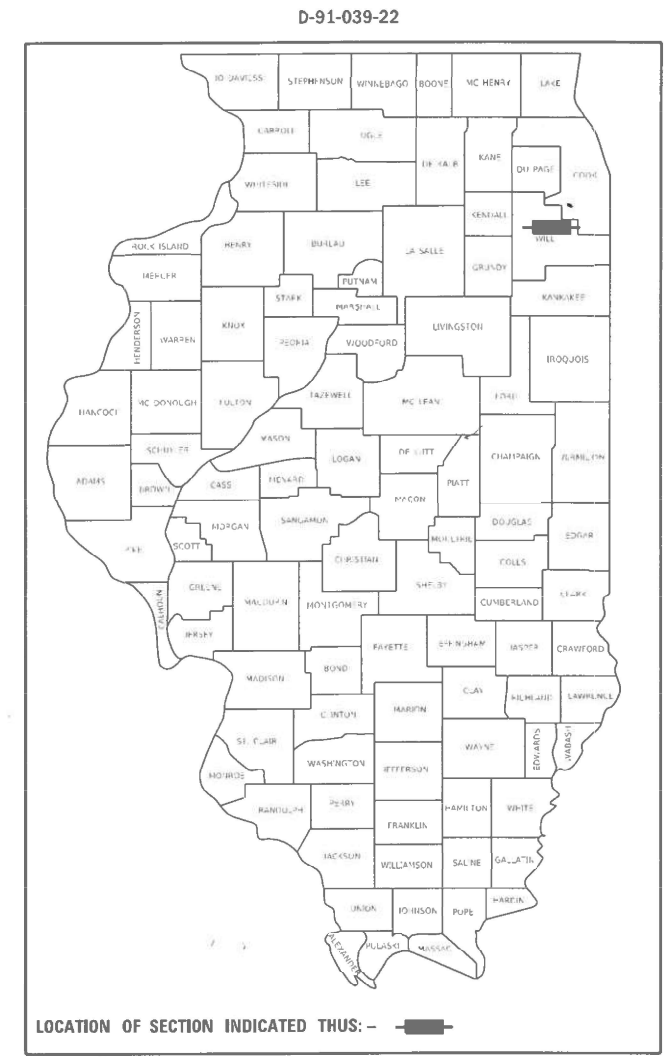 D-91-039-22
STEPHENSON WINNEBAGO BOONE MC HENRY LAKE
CARROLL OGLE
DE KALB KANE DU PAGE COOK
WHITESIDE LEE
KENDALL
ROCK ISLAND HENRY BUREAU LA SALLE WILL
MERCER GRUNDY
PUTNAM
STARK MARSHALL KANKAKEE
HENDERSON WARREN KNOX PEORIA WOODFORD LIVINGSTON
IROQUOIS
HANCOCK MC DONOUGH FULTON TAZEWELL MC LEAN FORD
MASON
SCHUYLER LOGAN DE WITT CHAMPAIGN VERMILION
ADAMS BROWN CASS MENARD PIATT
MACON
MORGAN SANGAMON DOUGLAS
PIKE SCOTT MOULTRIE EDGAR
CHRISTIAN COLES
GREENE SHELBY
CALHOUN MACOUPIN MONTGOMERY CUMBERLAND CLARK
JERSEY
FAYETTE EFFINGHAM JASPER CRAWFORD
MADISON BOND
CLAY RICHLAND LAWRENCE
CLINTON MARION
ST. CLAIR WAYNE EDWARDS WABASH
WASHINGTON JEFFERSON
MONROE
RANDOLPH PERRY HAMILTON WHITE
FRANKLIN
JACKSON WILLIAMSON SALINE GALLATIN
UNION JOHNSON POPE HARDIN
ALEXANDER PULASKI MASSAC
LOCATION OF SECTION INDICATED THUS: –